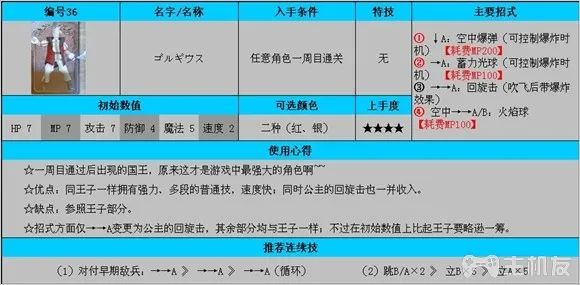 编号36 名字/名称 入手条件 特技 主要招式
ゴルギウス 任意角色一周目通关 无
① ↓A：空中爆弹（可控制爆炸时
机）【耗费MP200】
② →A：蓄力光球（可控制爆炸时
机）【耗费MP100】
③ →→A：回旋击（吹飞后带爆炸
效果）
④ 空中→→A/B：火焰球
【耗费MP100】
初始数值 可选颜色 上手度
HP 7 MP 7 攻击 7 防御 4 魔法 5 速度 2 二种（红、银） ★★★★
使用心得
☆一周目通过后出现的国王，原来这才是游戏中最强大的角色啊~~
☆优点：同王子一样拥有强力、多段的普通技，速度快；同时公主的回旋击也一并收入。
☆缺点：参照王子部分。
☆招式方面仅→→A变更为公主的回旋击，其余部分均与王子一样；不过在初始数值上比起王子要略逊一筹。
推荐连续技
（1）对付早期敌兵：→→A 》 →→A 》 →→A（循环） （2）跳B/A×2 》 立B×5 》 立A×5
主机友